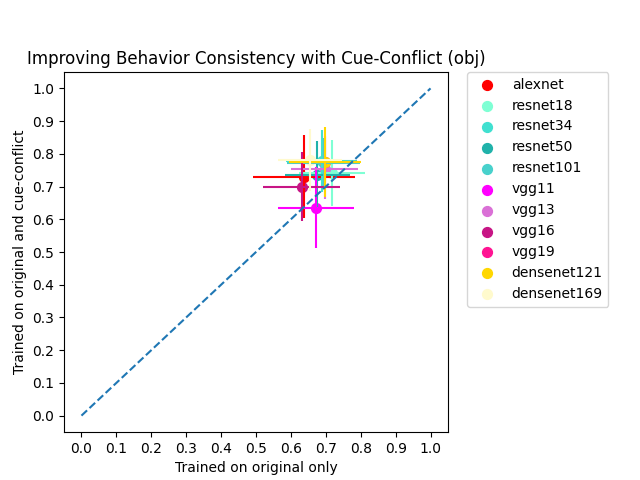 Improving Behavior Consistency with Cue-Conflict (obj)
1.0
0.9
0.8
0.7
0.6
0.5
0.4
0.3
0.2
0.1
0.0
Trained on original and cue-conflict
0.0 0.1 0.2 0.3 0.4 0.5 0.6 0.7 0.8 0.9 1.0
Trained on original only
alexnet
resnet18
resnet34
resnet50
resnet101
vgg11
vgg13
vgg16
vgg19
densenet121
densenet169